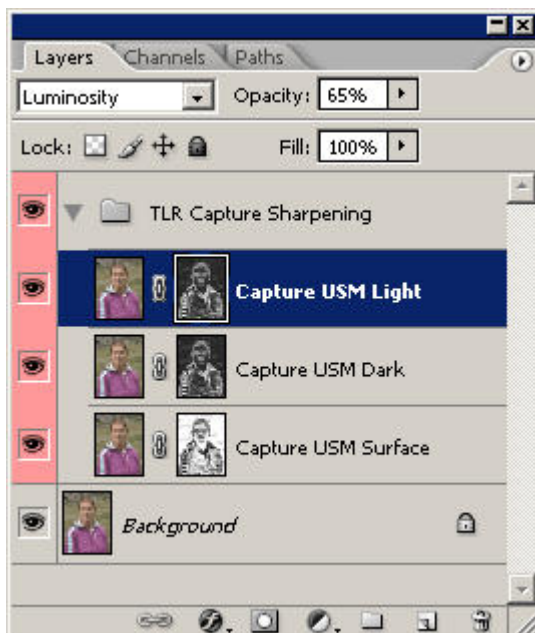 Layers Channels Paths
Luminosity Opacity: 65%
Lock: Fill: 100%
TLR Capture Sharpening
Capture USM Light
Capture USM Dark
Capture USM Surface
Background